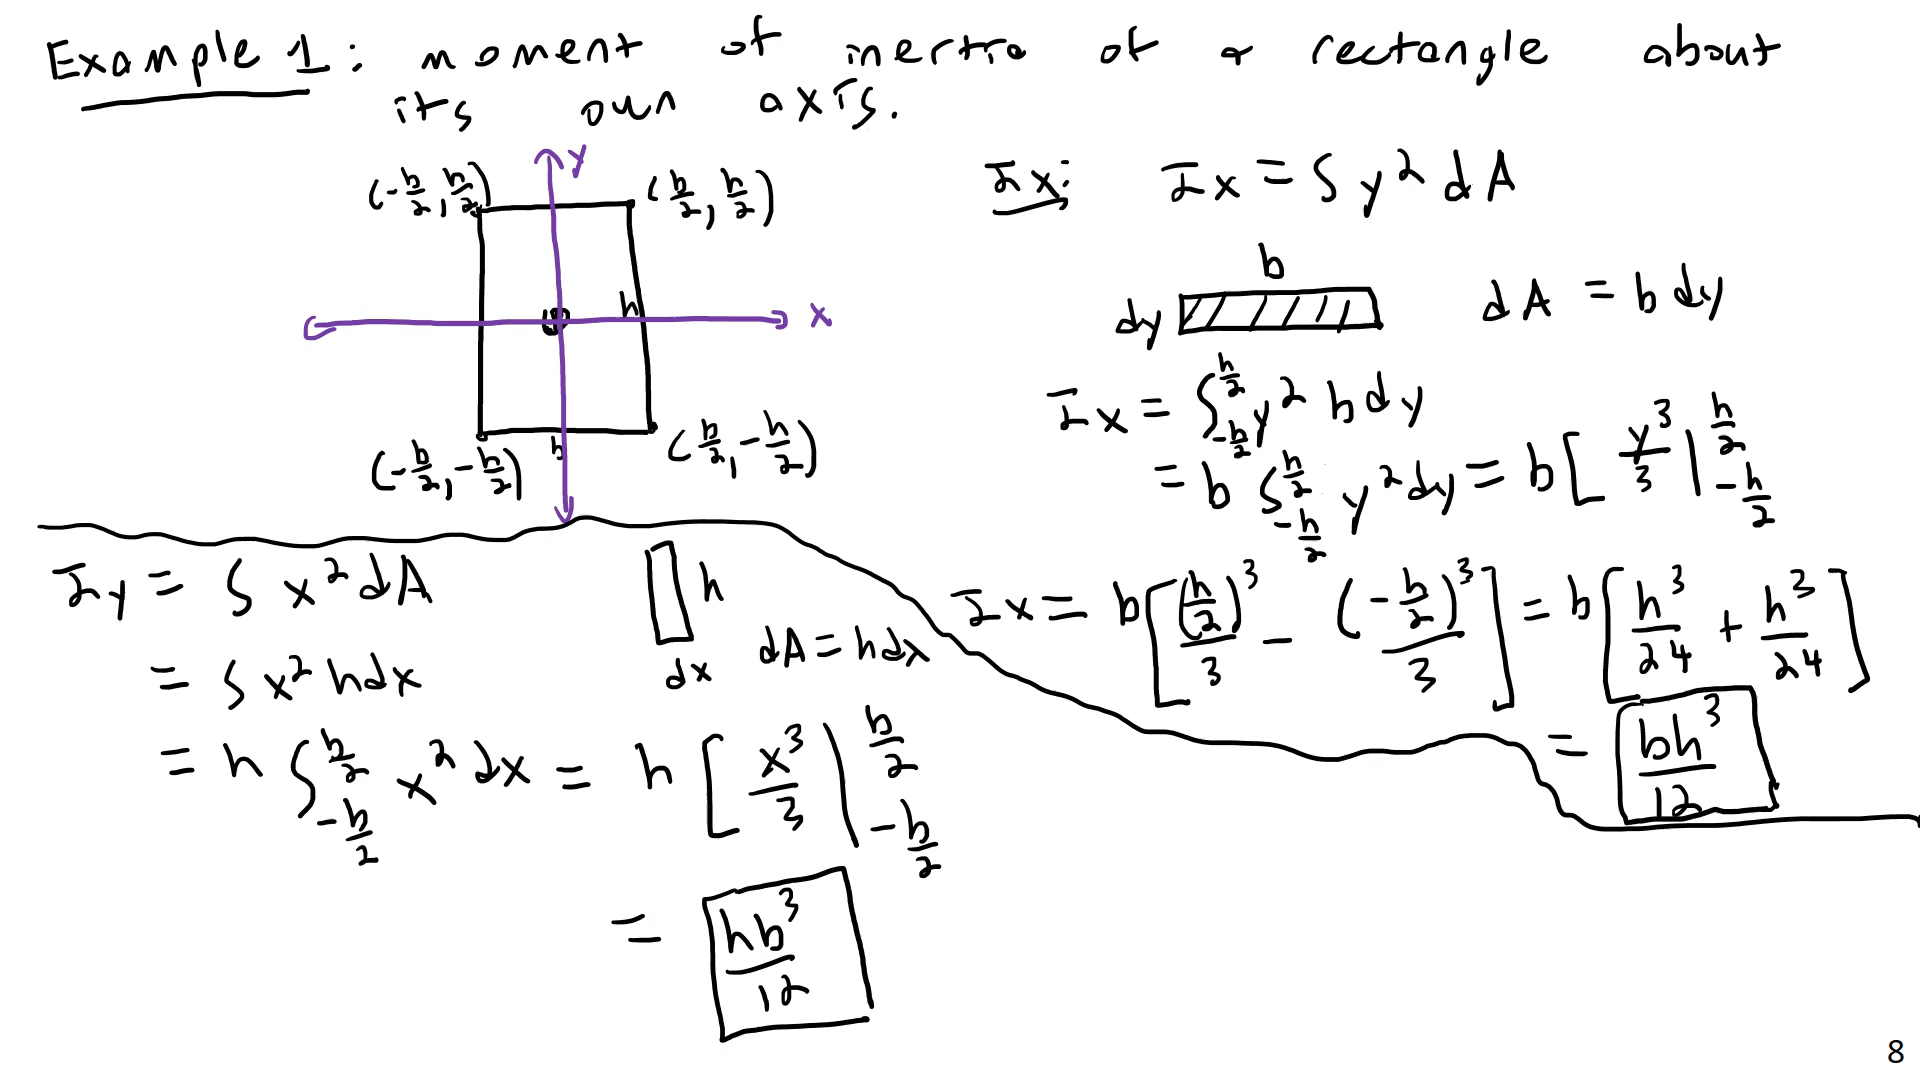 Example 1: moment of inertia of a rectangle about
its own axis.
y
(-b/2, h/2) (b/2, h/2)
h
x
(-b/2, -h/2) (b/2, -h/2)
b
Ix: Ix = ∫ y² dA
b
dy dA = b dy
Ix = ∫_{-h/2}^{h/2} y² b dy
= b ∫_{-h/2}^{h/2} y² dy = b [ y³/3 | _{-h/2}^{h/2}
Ix = b [ (h/2)³/3 - (-h/2)³/3 ] = b [ h³/24 + h³/24 ]
= bh³/12
Iy = ∫ x² dA
h
dx dA = hdx
= ∫ x² hdx
= h ∫_{-b/2}^{b/2} x² dx = h [ x³/3 | _{-b/2}^{b/2}
= hb³/12
8